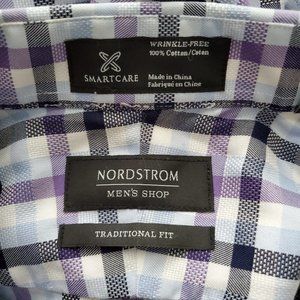 SMARTCARE
WRINKLE-FREE
100% Cotton/Coton
Made in China
Fabriqué en Chine
NORDSTROM
MEN'S SHOP
TRADITIONAL FIT